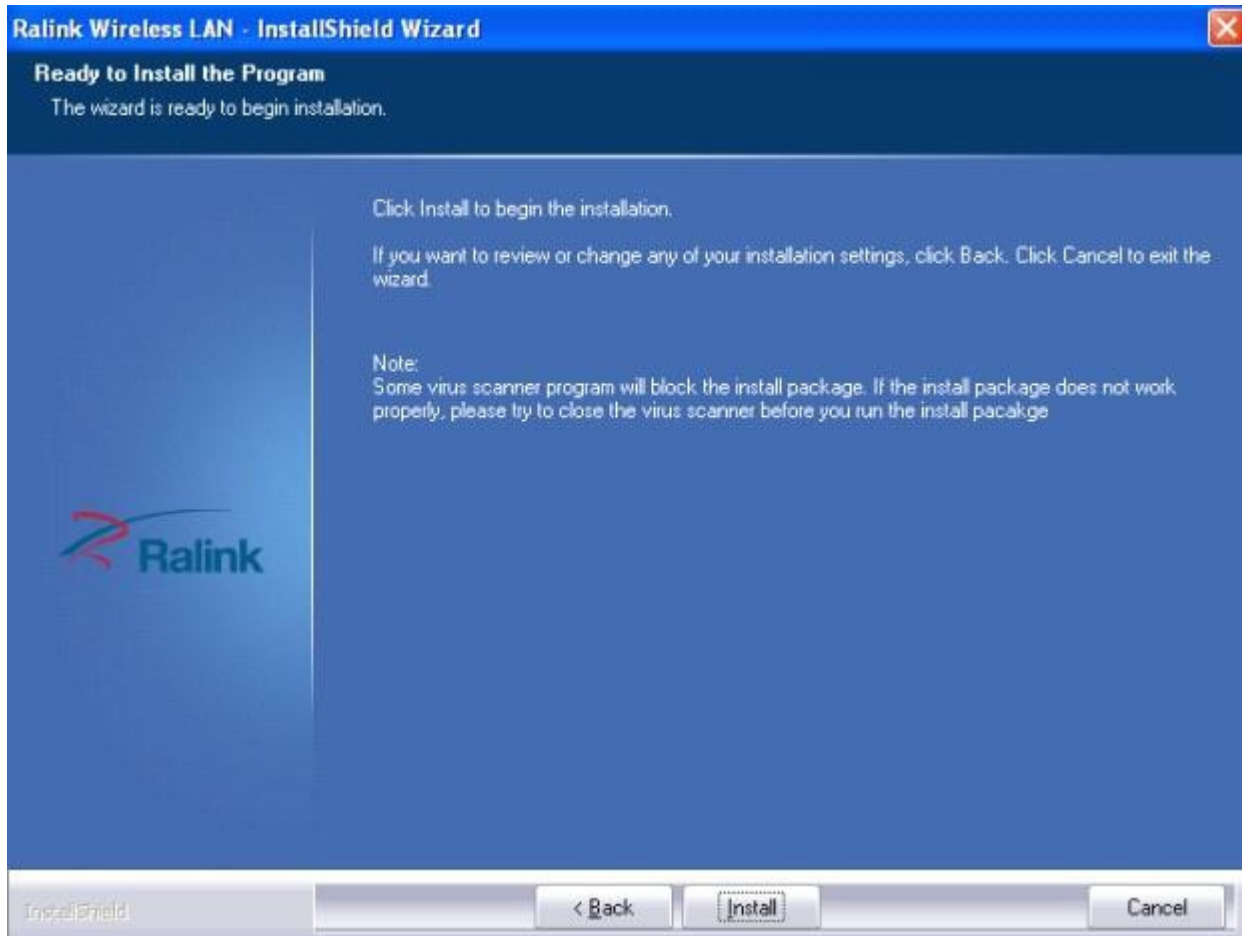 Ralink Wireless LAN - InstallShield Wizard
Ready to Install the Program
The wizard is ready to begin installation.
Click Install to begin the installation.
If you want to review or change any of your installation settings, click Back. Click Cancel to exit the
wizard.
Note:
Some virus scanner program will block the install package. If the install package does not work
properly, please try to close the virus scanner before you run the install pacakge
Ralink
InstallShield
< Back
Install
Cancel